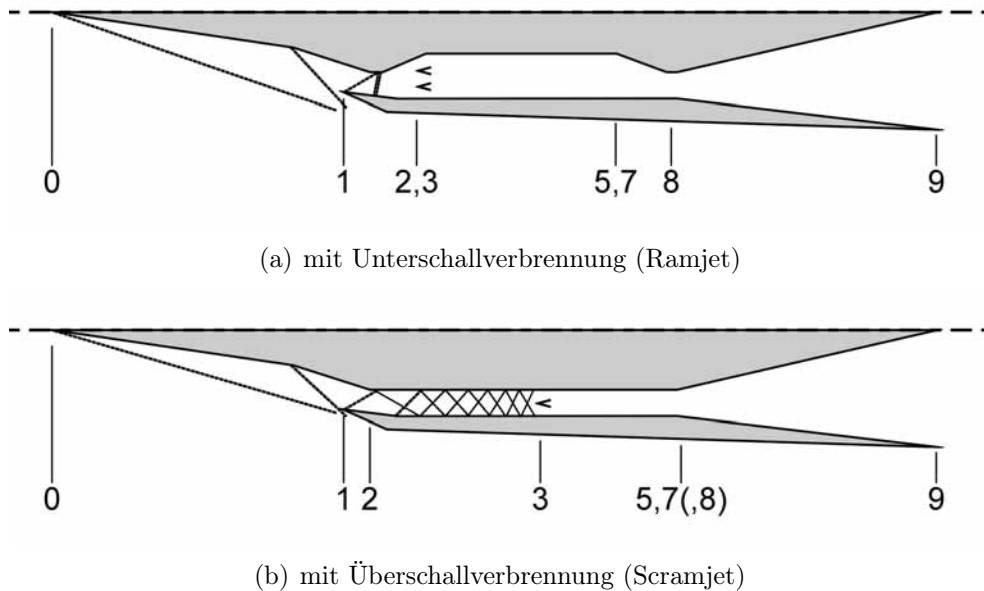 0 1 2,3 5,7 8 9
(a) mit Unterschallverbrennung (Ramjet)
0 1 2 3 5,7(,8) 9
(b) mit Überschallverbrennung (Scramjet)